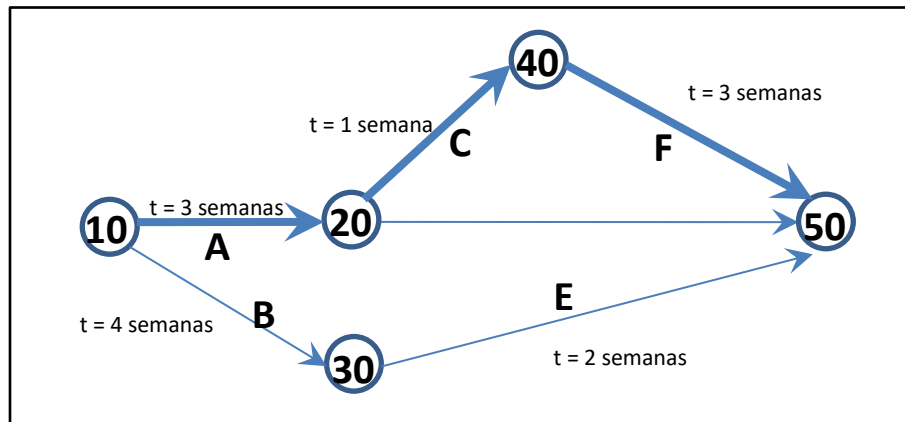 40
t = 3 semanas
t = 1 semana
C
F
t = 3 semanas
10
A
20
50
t = 4 semanas
B
E
30
t = 2 semanas